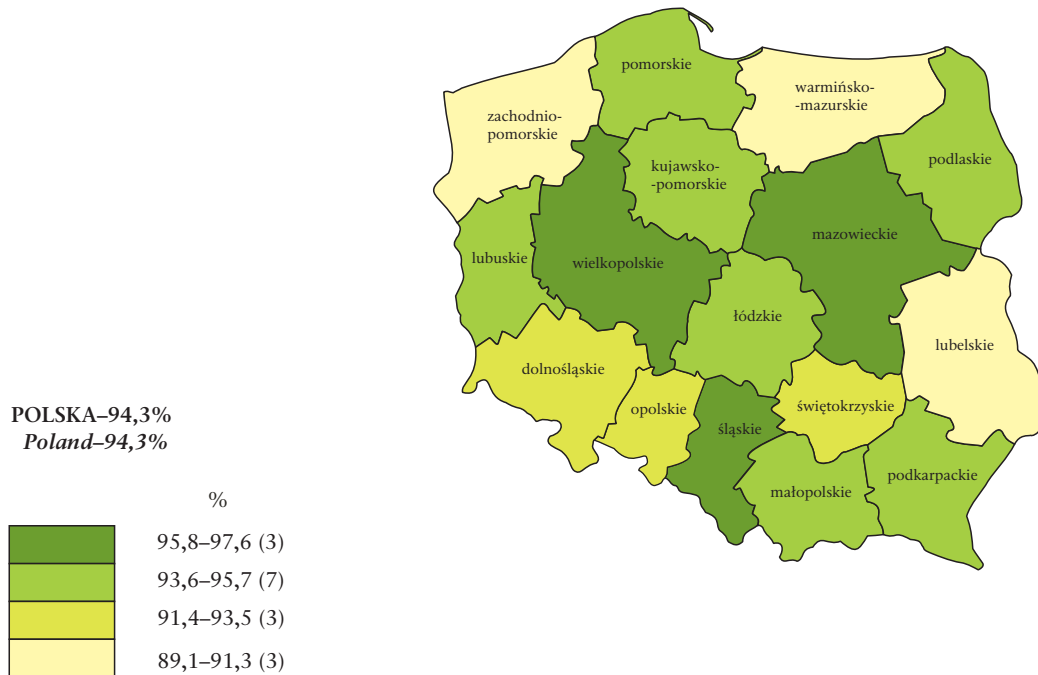 pomorskie
warmińsko-
-mazurskie
zachodnio-
pomorskie
podlaskie
kujawsko-
-pomorskie
mazowieckie
lubuskie
wielkopolskie
łódzkie
lubelskie
dolnośląskie
opolskie
świętokrzyskie
śląskie
podkarpackie
małopolskie
POLSKA–94,3%
Poland–94,3%
%
95,8–97,6 (3)
93,6–95,7 (7)
91,4–93,5 (3)
89,1–91,3 (3)